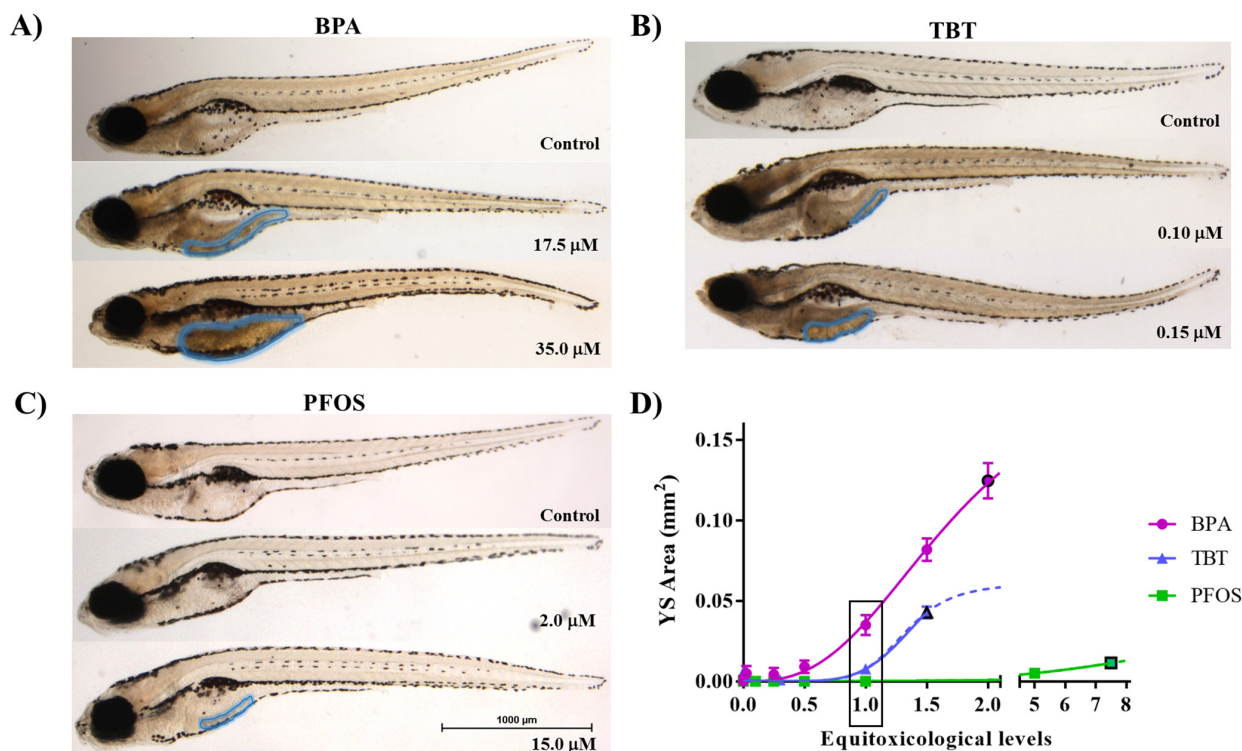 A)
BPA
Control
17.5 µM
35.0 µM
B)
TBT
Control
0.10 µM
0.15 µM
C)
PFOS
Control
2.0 µM
1000 µm
15.0 µM
D)
YS Area (mm²)
0.15
0.10
0.05
0.00
0.0 0.5 1.0 1.5 2.0 5 6 7 8
Equitoxicological levels
BPA
TBT
PFOS